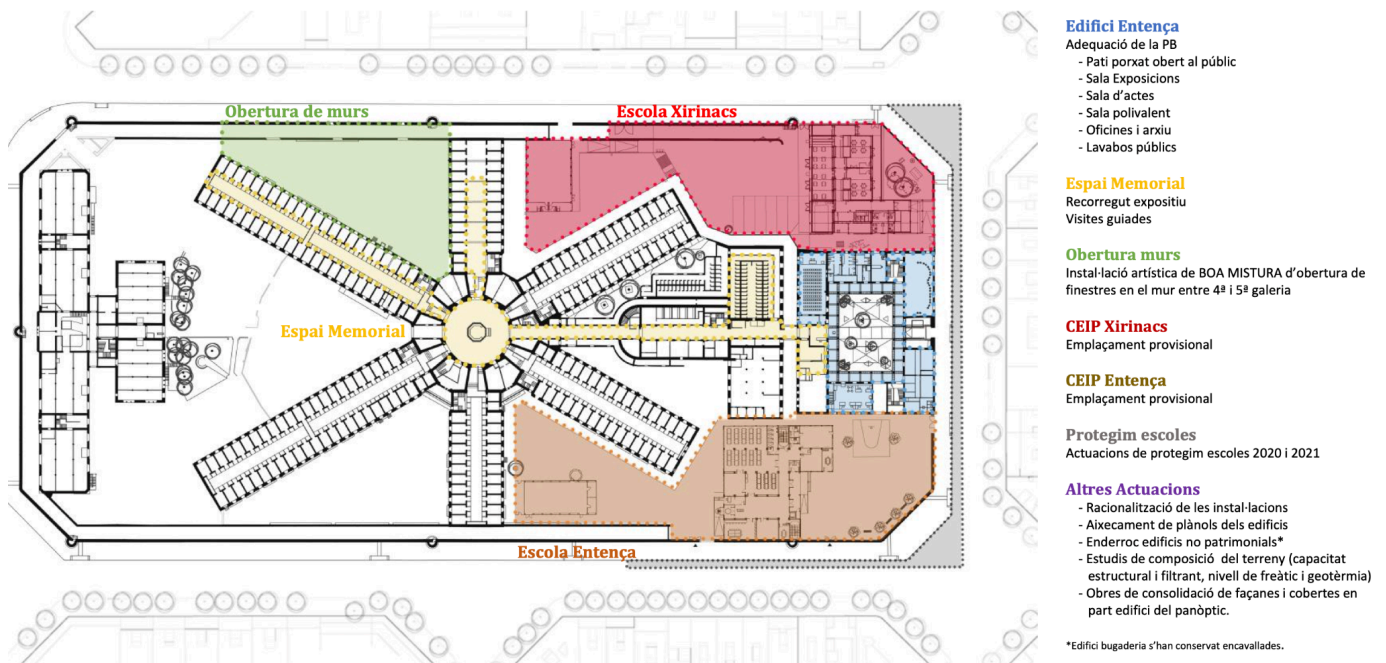 Obertura de murs
Escola Xirinacs
Espai Memorial
Escola Entença
Edifici Entença
Adequació de la PB
- Pati porxat obert al públic
- Sala Exposicions
- Sala d'actes
- Sala polivalent
- Oficines i arxiu
- Lavabos públics
Espai Memorial
Recorregut expositiu
Visites guiades
Obertura murs
Instal·lació artística de BOA MISTURA d'obertura de
finestres en el mur entre 4ª i 5ª galeria
CEIP Xirinacs
Emplaçament provisional
CEIP Entença
Emplaçament provisional
Protegim escoles
Actuacions de protegim escoles 2020 i 2021
Altres Actuacions
- Racionalització de les instal·lacions
- Aixecament de plànols dels edificis
- Enderroc edificis no patrimonials*
- Estudis de composició del terreny (capacitat
estructural i filtrant, nivell de freàtic i geotèrmia)
- Obres de consolidació de façanes i cobertes en
part edifici del panòptic.
*Edifici bugaderia s'han conservat encavallades.